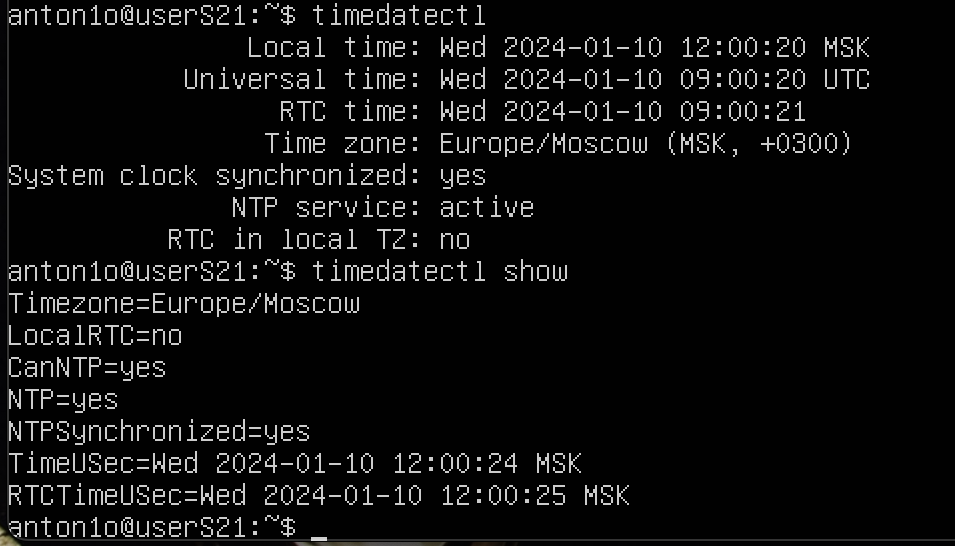 anton1o@userS21:~$ timedatectl
Local time: Wed 2024-01-10 12:00:20 MSK
Universal time: Wed 2024-01-10 09:00:20 UTC
RTC time: Wed 2024-01-10 09:00:21
Time zone: Europe/Moscow (MSK, +0300)
System clock synchronized: yes
NTP service: active
RTC in local TZ: no
anton1o@userS21:~$ timedatectl show
Timezone=Europe/Moscow
LocalRTC=no
CanNTP=yes
NTP=yes
NTPSynchronized=yes
TimeUSec=Wed 2024-01-10 12:00:24 MSK
RTCTimeUSec=Wed 2024-01-10 12:00:25 MSK
anton1o@userS21:~$ _